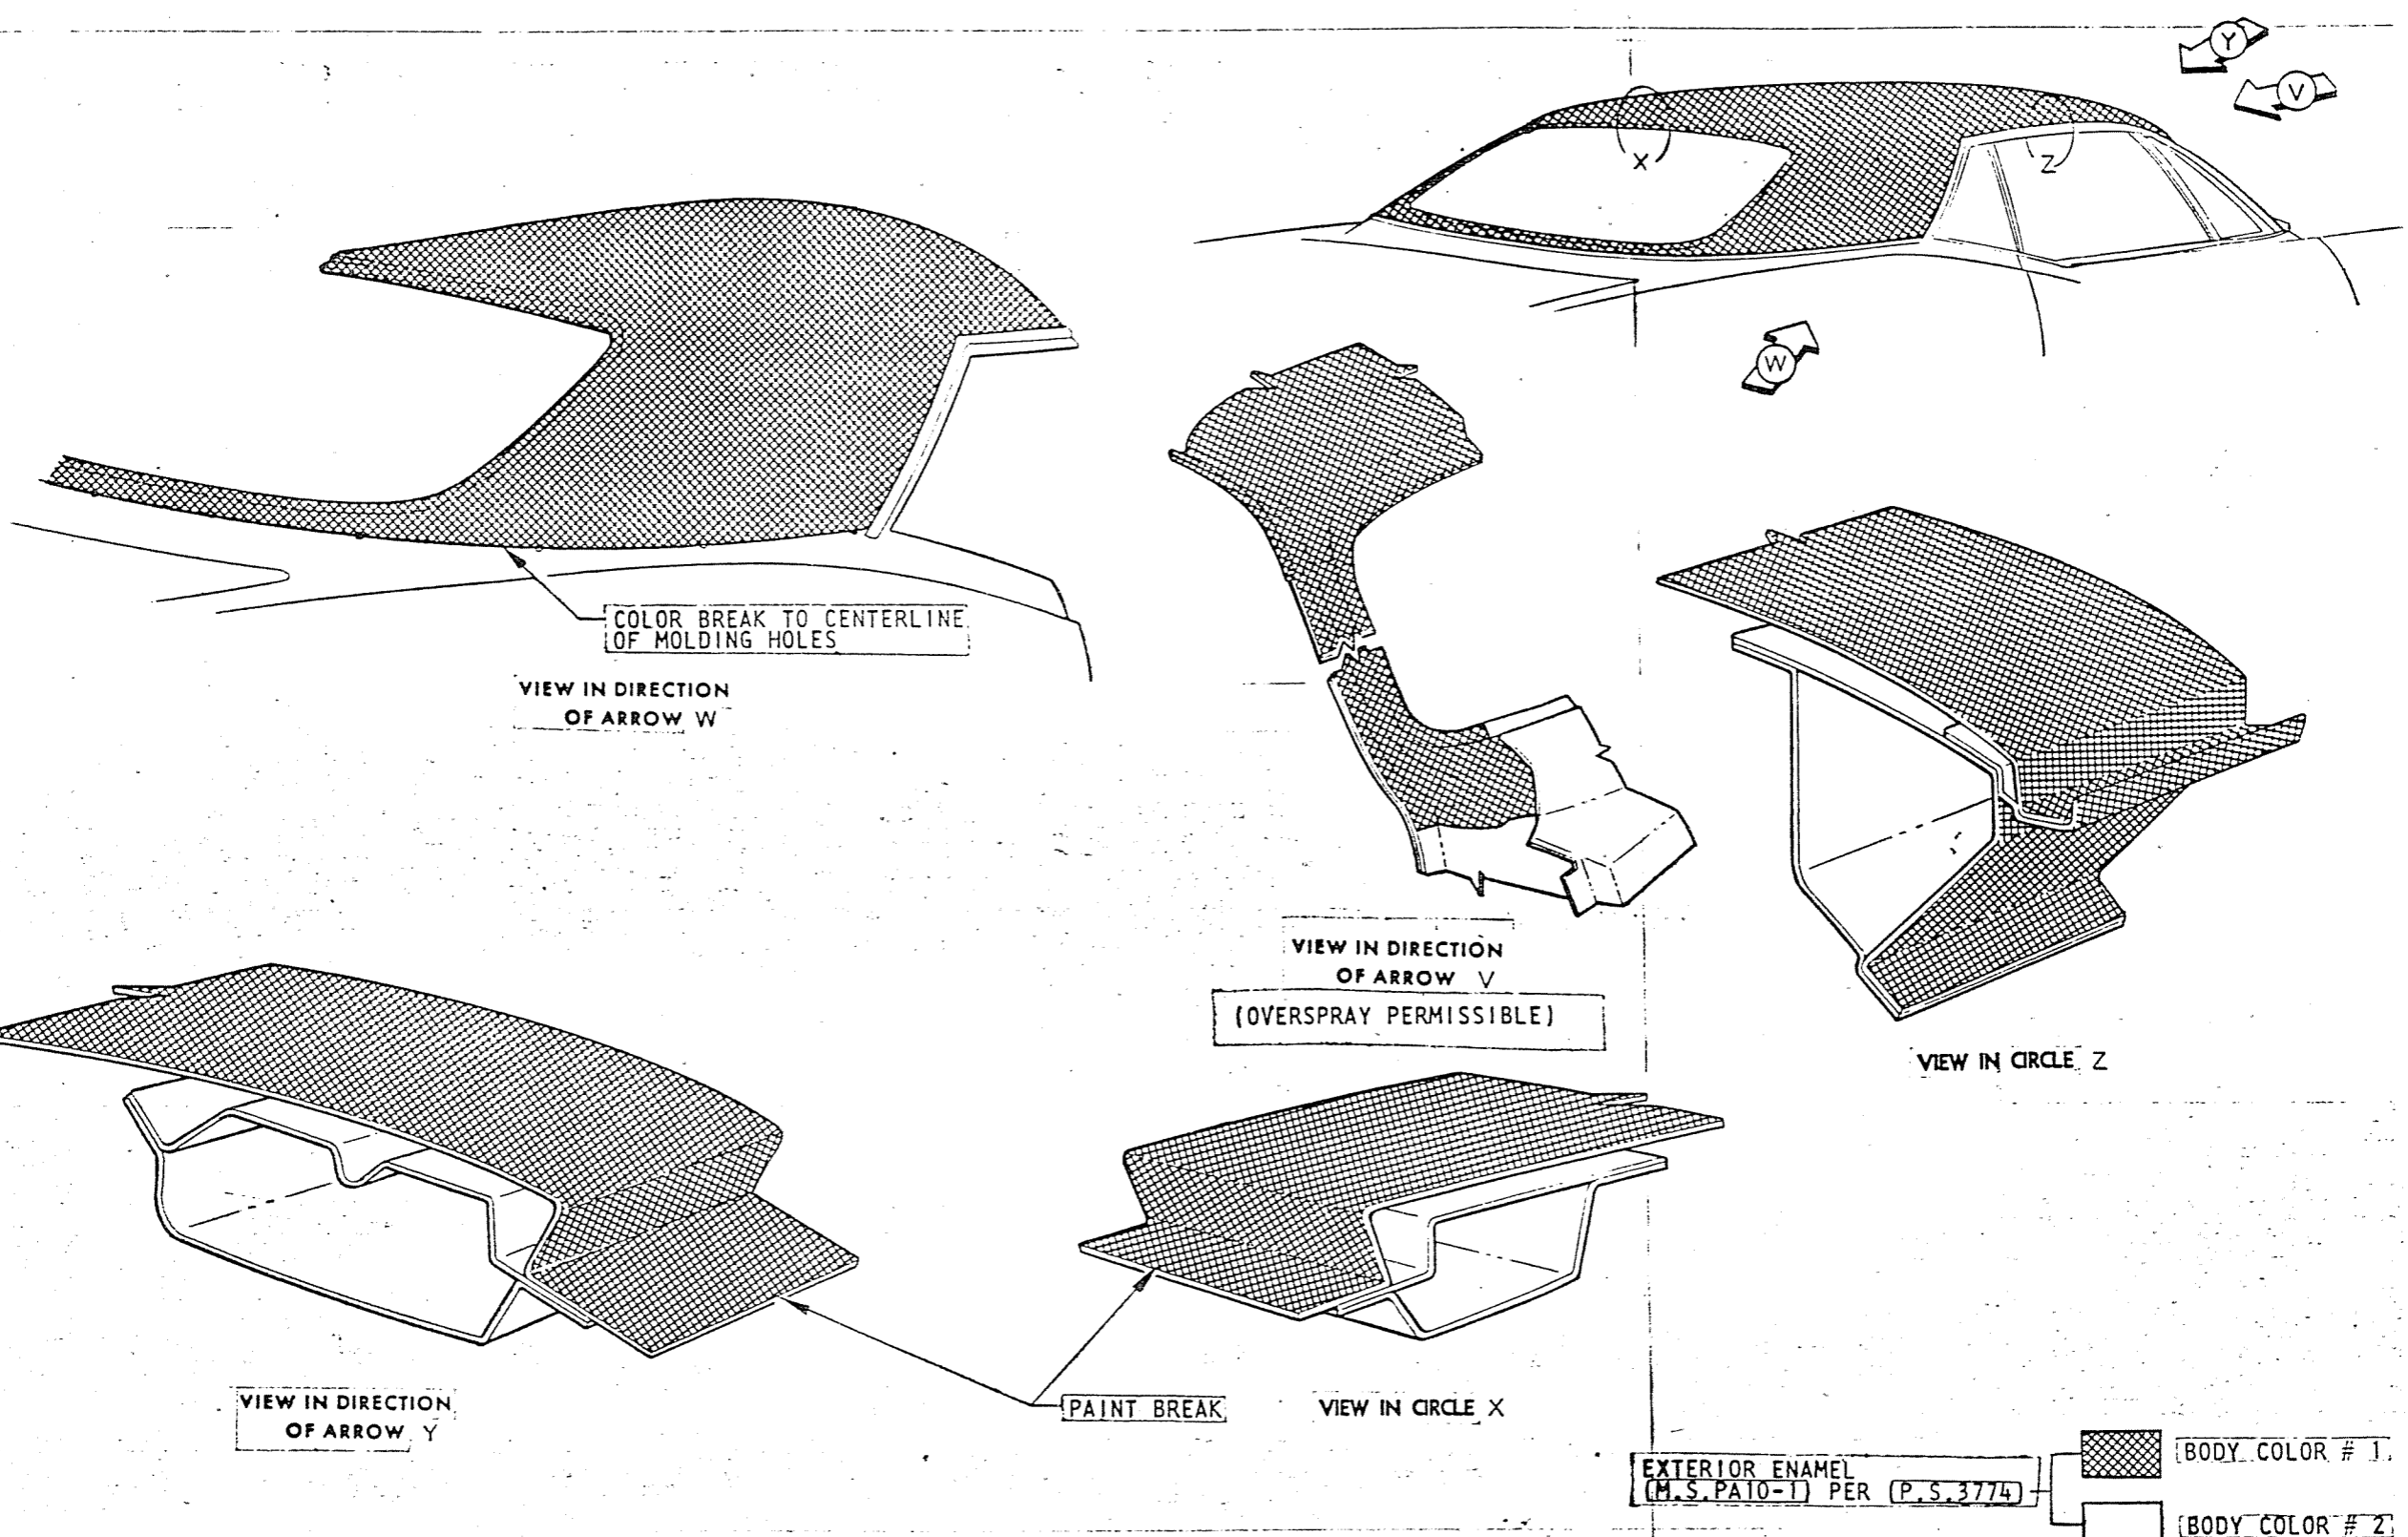 Y
V
X
Z
W
COLOR BREAK TO CENTERLINE
OF MOLDING HOLES
VIEW IN DIRECTION
OF ARROW W
VIEW IN DIRECTION
OF ARROW V
(OVERSPRAY PERMISSIBLE)
VIEW IN CIRCLE Z
VIEW IN DIRECTION
OF ARROW Y
PAINT BREAK
VIEW IN CIRCLE X
EXTERIOR ENAMEL
(M.S.PA10-1) PER (P.S.3774)
BODY COLOR # 1
BODY COLOR # 2